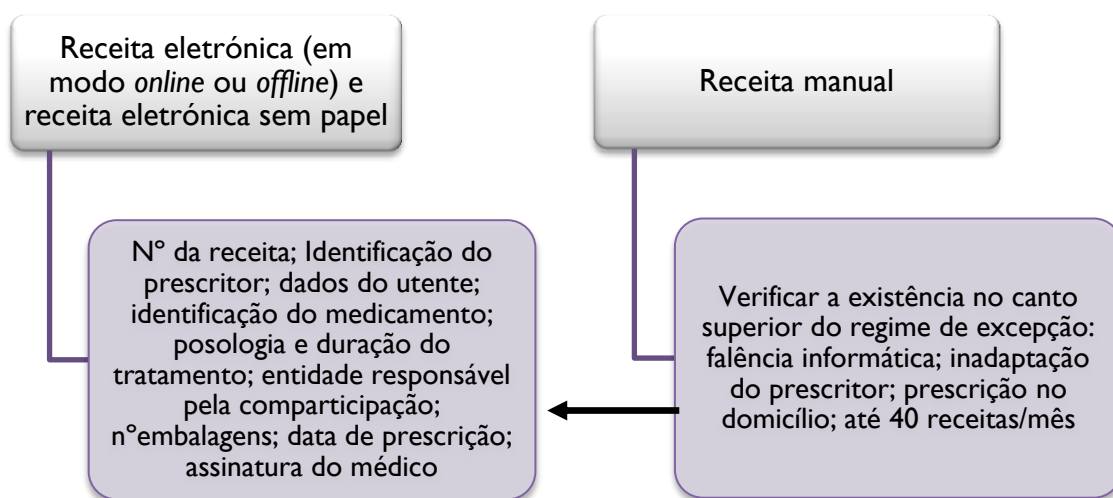 Receita eletrónica (em
modo online ou offline) e
receita eletrónica sem papel
Nº da receita; Identificação do
prescritor; dados do utente;
identificação do medicamento;
posologia e duração do
tratamento; entidade responsável
pela comparticipação;
nºembalagens; data de prescrição;
assinatura do médico
Receita manual
Verificar a existência no canto
superior do regime de excepção:
falência informática; inadaptação
do prescritor; prescrição no
domicílio; até 40 receitas/mês